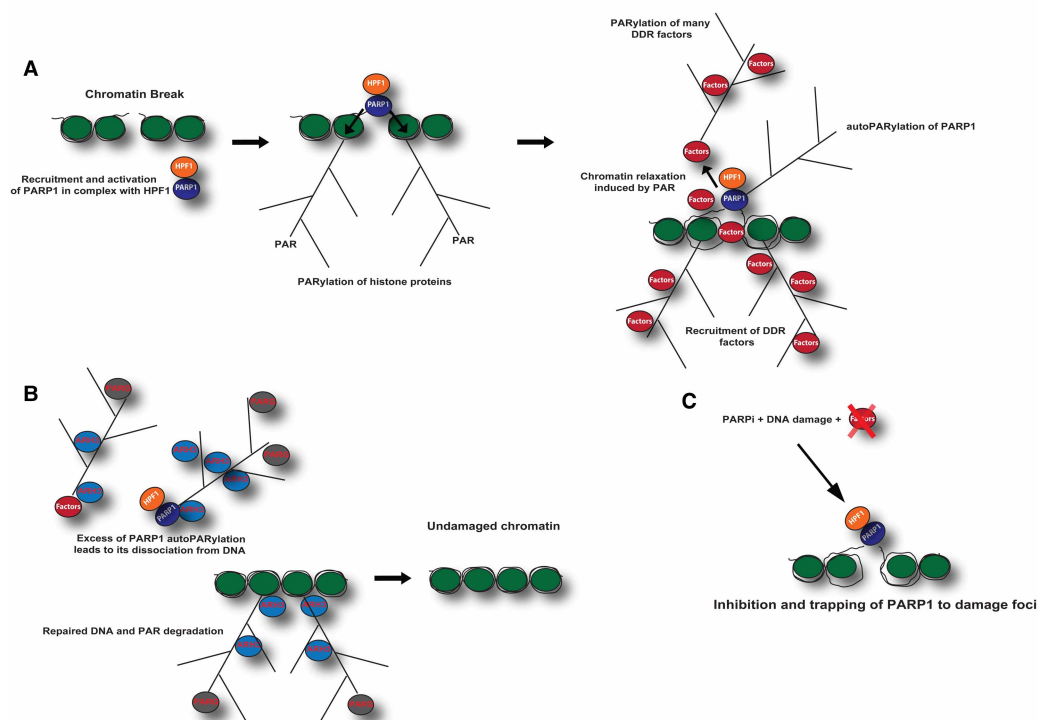 A
Chromatin Break
HPF1
PARP1
Recruitment and activation
of PARP1 in complex with HPF1
HPF1
PARP1
PAR
PAR
PARylation of histone proteins
PARylation of many
DDR factors
Factors
Factors
Factors
autoPARylation of PARP1
Chromatin relaxation
induced by PAR
HPF1
PARP1
Factors
Factors
Factors
Factors
Factors
Factors
Factors
Recruitment of DDR
factors
B
Factors
HPF1
PARP1
Excess of PARP1 autoPARylation
leads to its dissociation from DNA
Undamaged chromatin
Repaired DNA and PAR degradation
C
PARPi + DNA damage +
Factors
HPF1
PARP1
Inhibition and trapping of PARP1 to damage foci